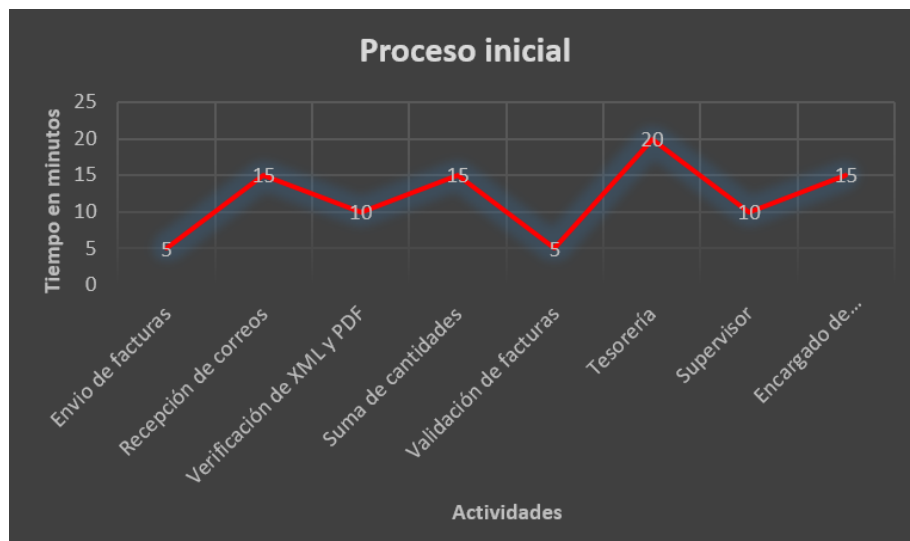 Proceso inicial
Tiempo en minutos
25
20
15
10
5
0
5
15
10
15
5
20
10
15
Envio de facturas
Recepción de correos
Verificación de XML y PDF
Suma de cantidades
Validación de facturas
Tesorería
Supervisor
Encargado de...
Actividades